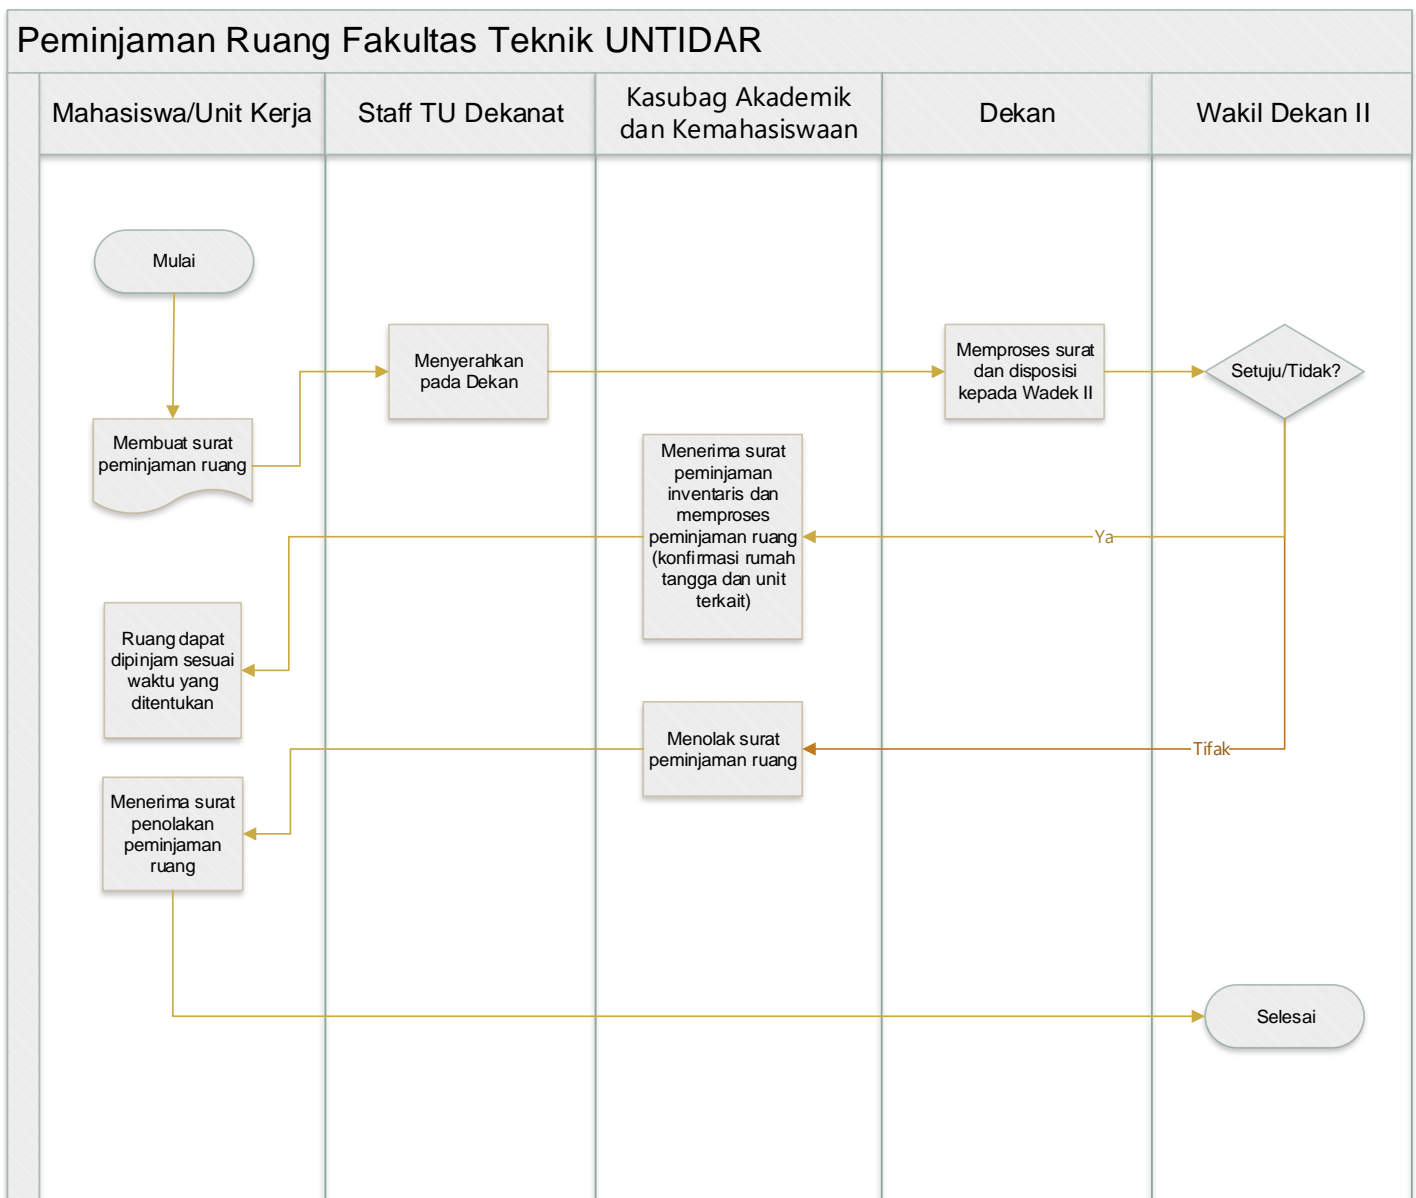 Peminjaman Ruang Fakultas Teknik UNTIDAR
Mahasiswa/Unit Kerja
Staff TU Dekanat
Kasubag Akademik
dan Kemahasiswaan
Dekan
Wakil Dekan II
Mulai
Menyerahkan
pada Dekan
Memproses surat
dan disposisi
kepada Wadek II
Setuju/Tidak?
Membuat surat
peminjaman ruang
Menerima surat
peminjaman
inventaris dan
memproses
peminjaman ruang
(konfirmasi rumah
tangga dan unit
terkait)
Ya
Ruang dapat
dipinjam sesuai
waktu yang
ditentukan
Menolak surat
peminjaman ruang
Tifak
Menerima surat
penolakan
peminjaman
ruang
Selesai